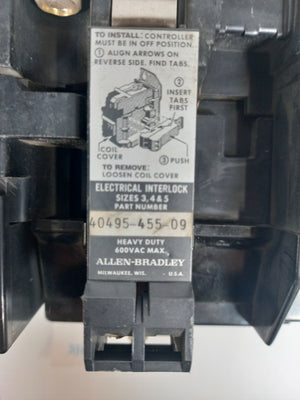 TO INSTALL: CONTROLLER
MUST BE IN OFF POSITION.
① ALIGN ARROWS ON
REVERSE SIDE. FIND TABS.
②
INSERT
TABS
FIRST
COIL
COVER
③ PUSH
TO REMOVE:
LOOSEN COIL COVER
ELECTRICAL INTERLOCK
SIZES 3, 4 & 5
PART NUMBER
40495-455-09
HEAVY DUTY
600VAC MAX.
ALLEN-BRADLEY
MILWAUKEE, WIS. U.S.A.